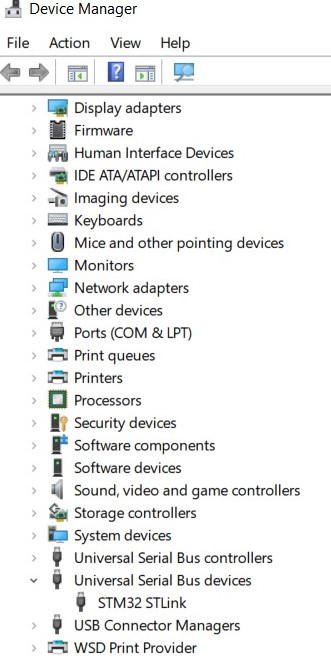 Device Manager
File Action View Help
Display adapters
Firmware
Human Interface Devices
IDE ATA/ATAPI controllers
Imaging devices
Keyboards
Mice and other pointing devices
Monitors
Network adapters
Other devices
Ports (COM & LPT)
Print queues
Printers
Processors
Security devices
Software components
Software devices
Sound, video and game controllers
Storage controllers
System devices
Universal Serial Bus controllers
Universal Serial Bus devices
STM32 STLink
USB Connector Managers
WSD Print Provider